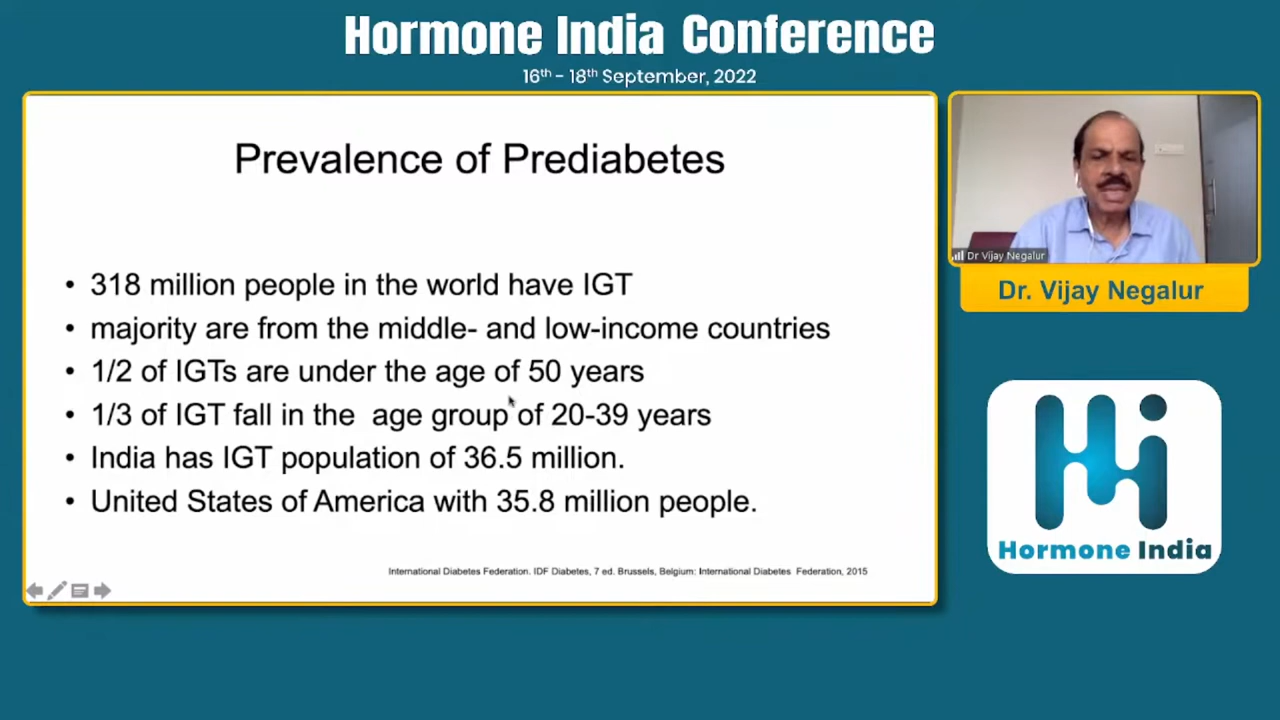 Hormone India Conference
16th - 18th September, 2022
Prevalence of Prediabetes
• 318 million people in the world have IGT
• majority are from the middle- and low-income countries
• 1/2 of IGTs are under the age of 50 years
• 1/3 of IGT fall in the age group of 20-39 years
• India has IGT population of 36.5 million.
• United States of America with 35.8 million people.
International Diabetes Federation. IDF Diabetes, 7 ed. Brussels, Belgium: International Diabetes Federation, 2015
Dr Vijay Negalur
Dr. Vijay Negalur
Hi
Hormone India